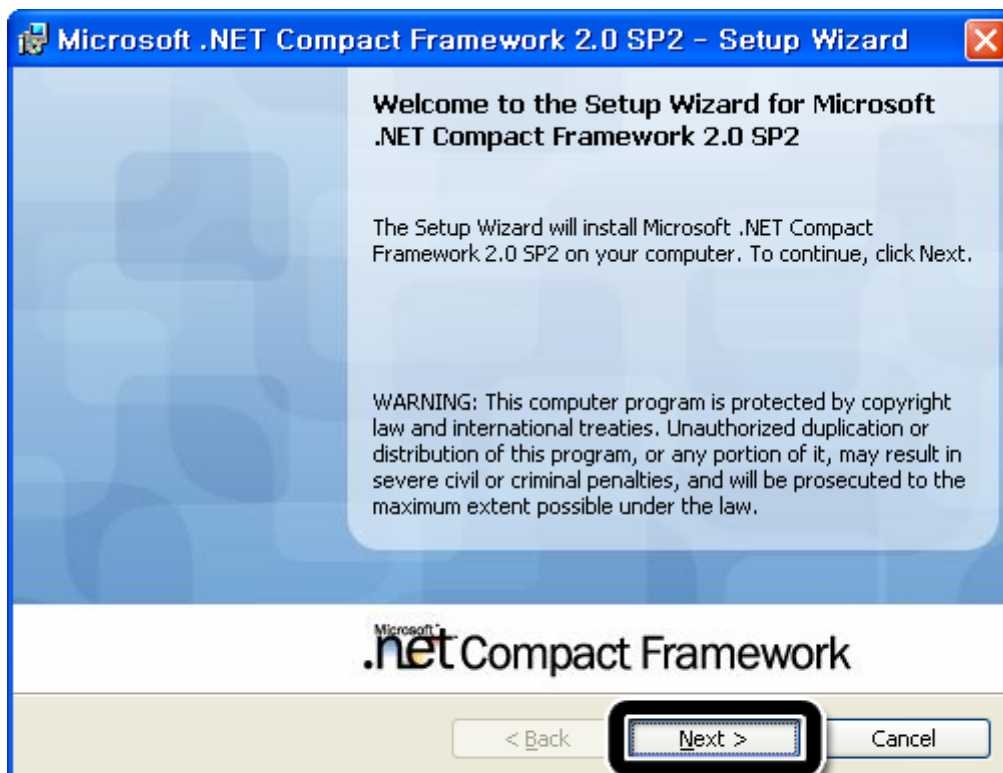 Microsoft .NET Compact Framework 2.0 SP2 - Setup Wizard
Welcome to the Setup Wizard for Microsoft
.NET Compact Framework 2.0 SP2
The Setup Wizard will install Microsoft .NET Compact
Framework 2.0 SP2 on your computer. To continue, click Next.
WARNING: This computer program is protected by copyright
law and international treaties. Unauthorized duplication or
distribution of this program, or any portion of it, may result in
severe civil or criminal penalties, and will be prosecuted to the
maximum extent possible under the law.
Microsoft
.net Compact Framework
< Back Next > Cancel